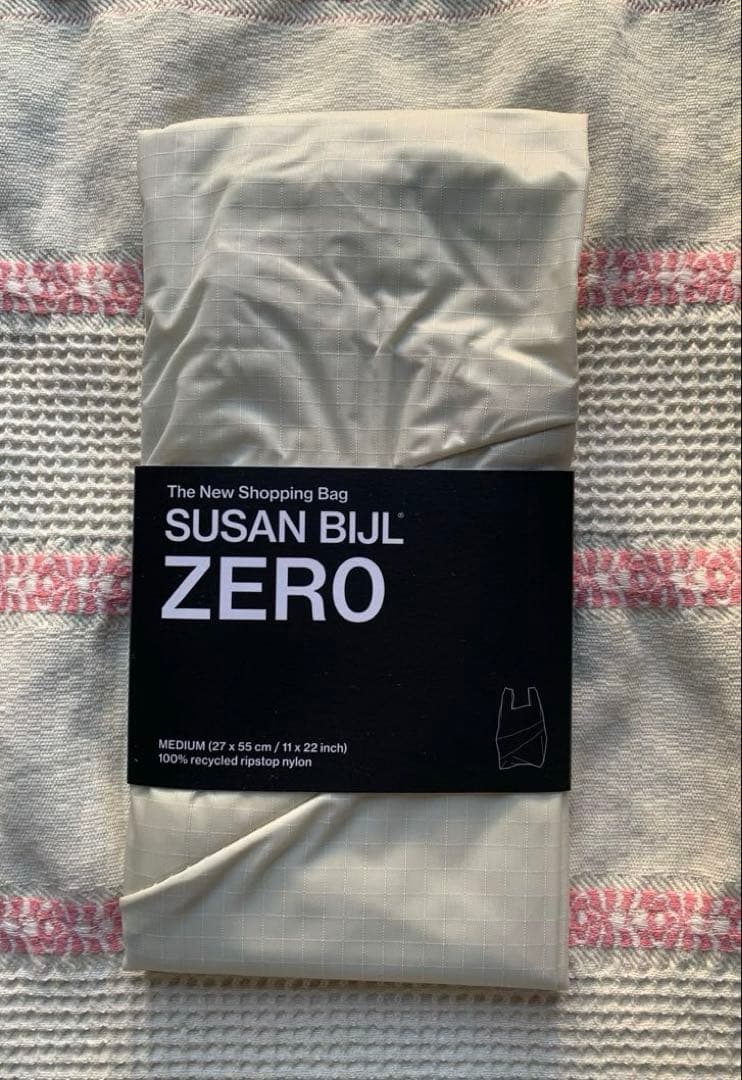 The New Shopping Bag
SUSAN BIJL®
ZERO
MEDIUM (27 x 55 cm / 11 x 22 inch)
100% recycled ripstop nylon